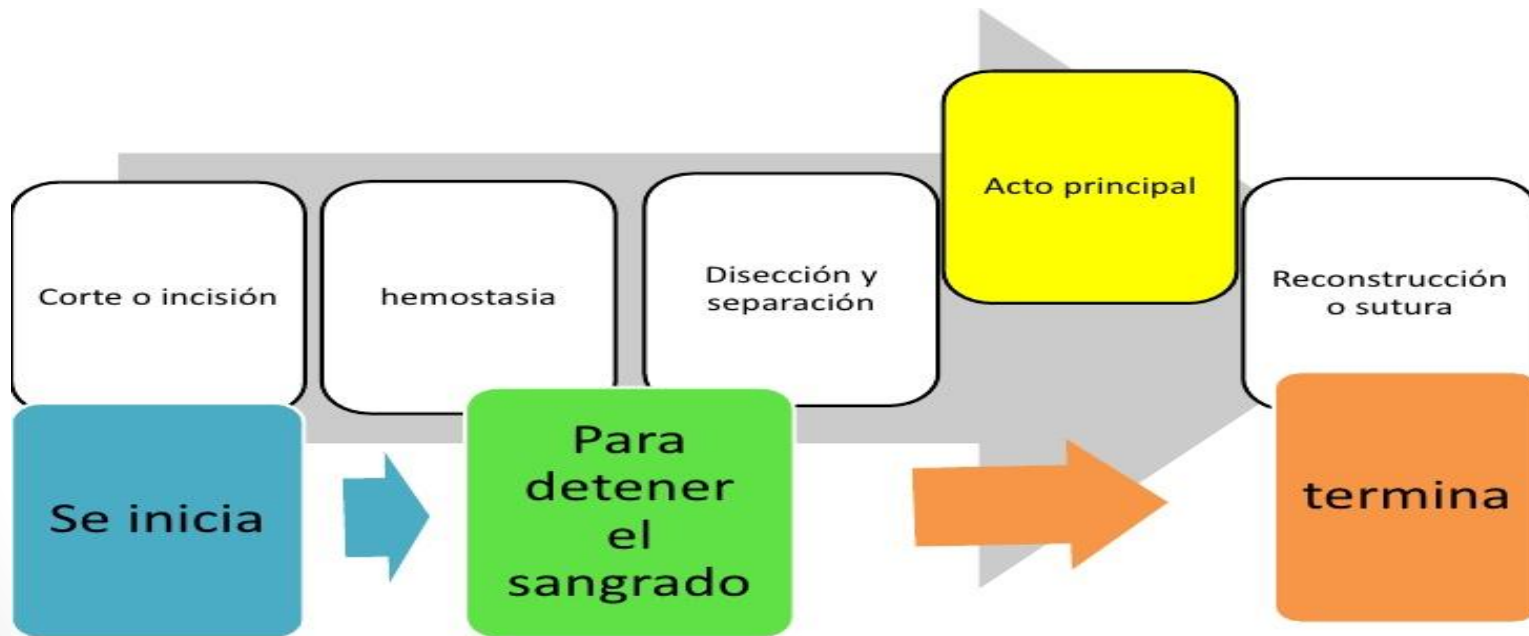 Corte o incisión
hemostasia
Disección y
separación
Acto principal
Reconstrucción
o sutura
Se inicia
Para
detener
el
sangrado
termina